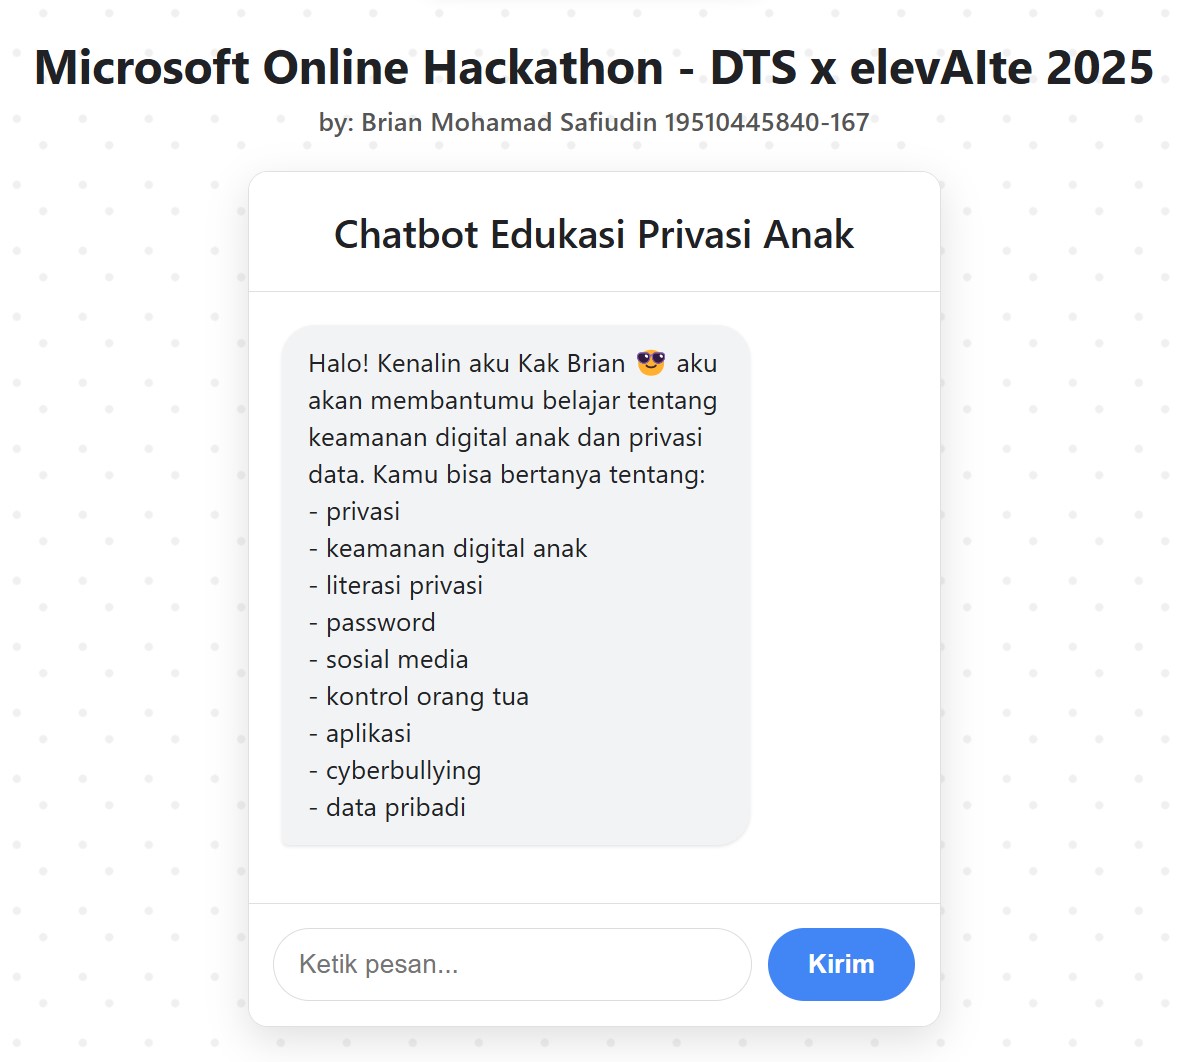 Microsoft Online Hackathon - DTS x elevAIte 2025
by: Brian Mohamad Safiudin 19510445840-167
Chatbot Edukasi Privasi Anak
Halo! Kenalin aku Kak Brian 😎 aku
akan membantumu belajar tentang
keamanan digital anak dan privasi
data. Kamu bisa bertanya tentang:
- privasi
- keamanan digital anak
- literasi privasi
- password
- sosial media
- kontrol orang tua
- aplikasi
- cyberbullying
- data pribadi
Ketik pesan...
Kirim